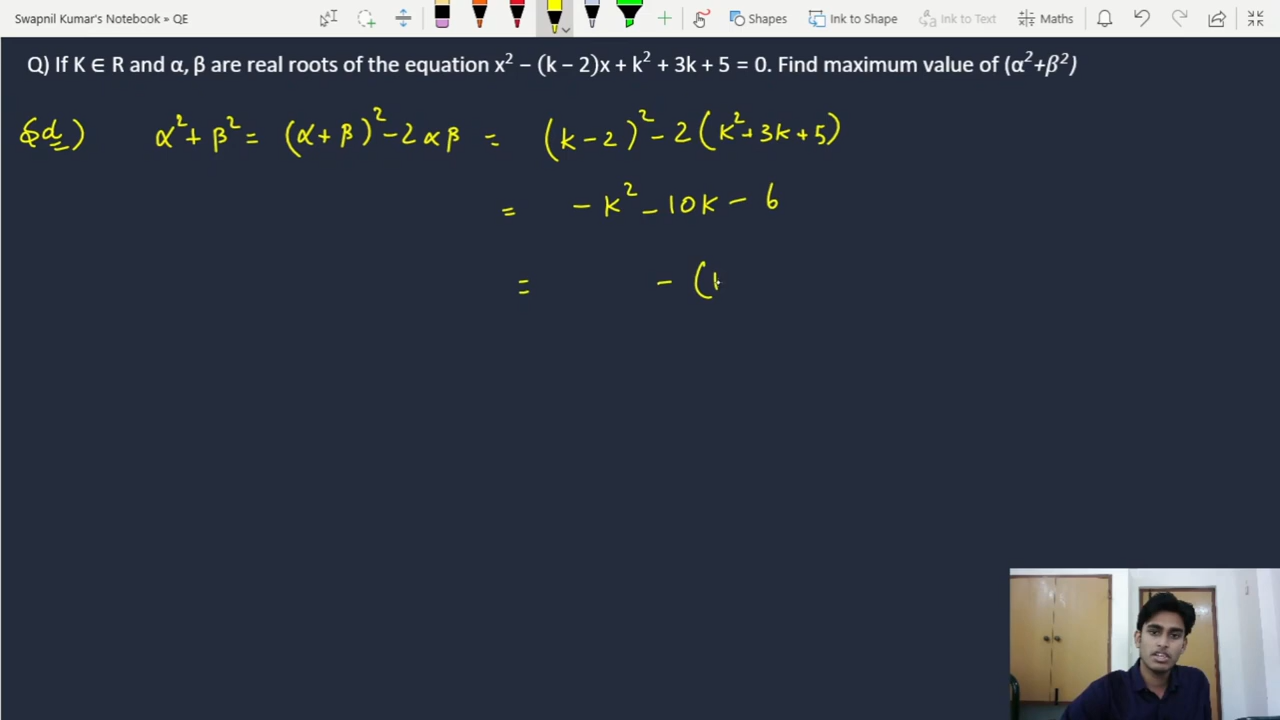 Swapnil Kumar's Notebook » QE
Shapes Ink to Shape Ink to Text Maths
Q) If K ∈ R and α, β are real roots of the equation x² − (k − 2)x + k² + 3k + 5 = 0. Find maximum value of (α²+β²)
Sol) α² + β² = (α + β)² − 2αβ = (k − 2)² − 2(k² + 3k + 5)
= − k² − 10k − 6
= − (